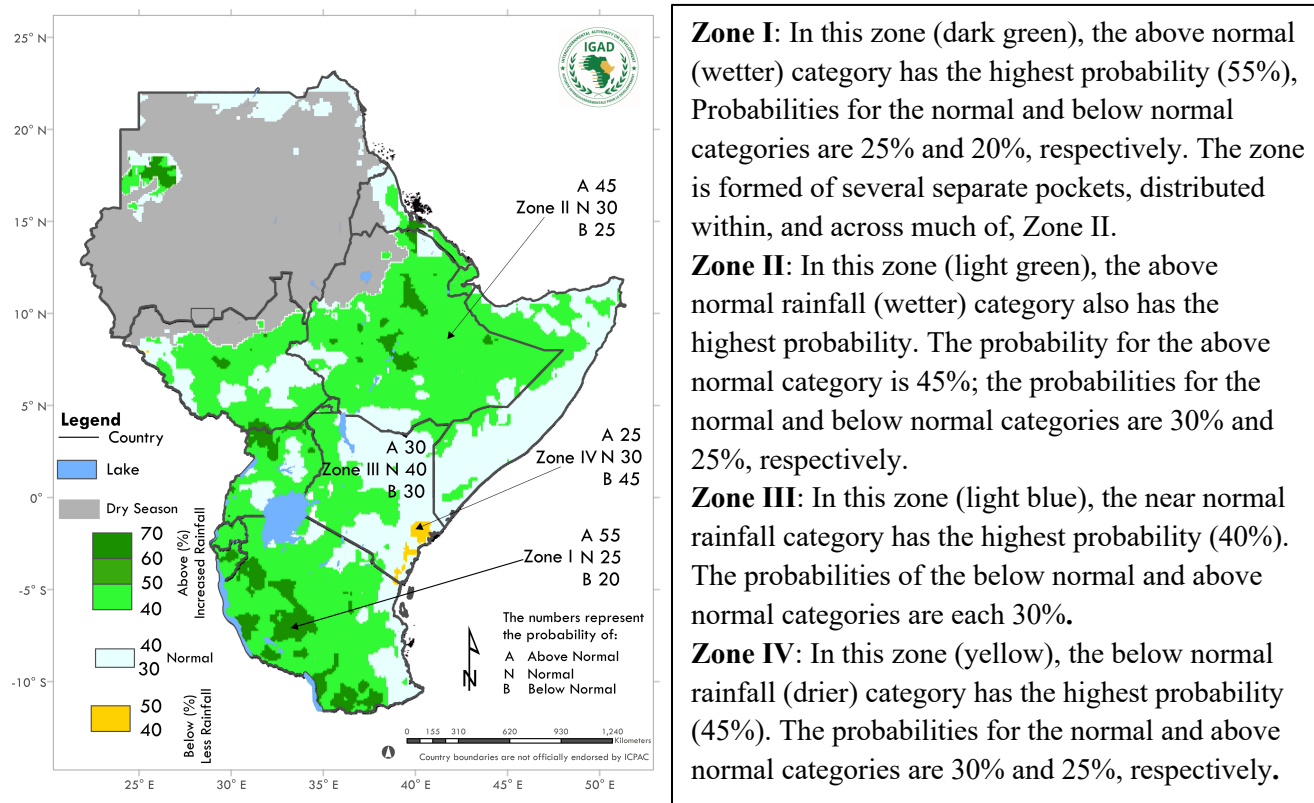 25° N
20° N
15° N
10° N
5° N
0°
-5° S
-10° S
25° E
30° E
35° E
40° E
45° E
50° E
INTERGOVERNMENTAL AUTHORITY ON DEVELOPMENT
IGAD
A 45
Zone II N 30
B 25
A 30
Zone III N 40
B 30
A 25
Zone IV N 30
B 45
A 55
Zone I N 25
B 20
Legend
Country
Lake
Dry Season
70
60
50
40
Above (%)
Increased Rainfall
40
30
Normal
50
40
Below (%)
Less Rainfall
N
The numbers represent
the probability of:
A Above Normal
N Normal
B Below Normal
0 155 310 620 930 1,240
Kilometers
Country boundaries are not officially endorsed by ICPAC
Zone I: In this zone (dark green), the above normal
(wetter) category has the highest probability (55%),
Probabilities for the normal and below normal
categories are 25% and 20%, respectively. The zone
is formed of several separate pockets, distributed
within, and across much of, Zone II.
Zone II: In this zone (light green), the above
normal rainfall (wetter) category also has the
highest probability. The probability for the above
normal category is 45%; the probabilities for the
normal and below normal categories are 30% and
25%, respectively.
Zone III: In this zone (light blue), the near normal
rainfall category has the highest probability (40%).
The probabilities of the below normal and above
normal categories are each 30%.
Zone IV: In this zone (yellow), the below normal
rainfall (drier) category has the highest probability
(45%). The probabilities for the normal and above
normal categories are 30% and 25%, respectively.